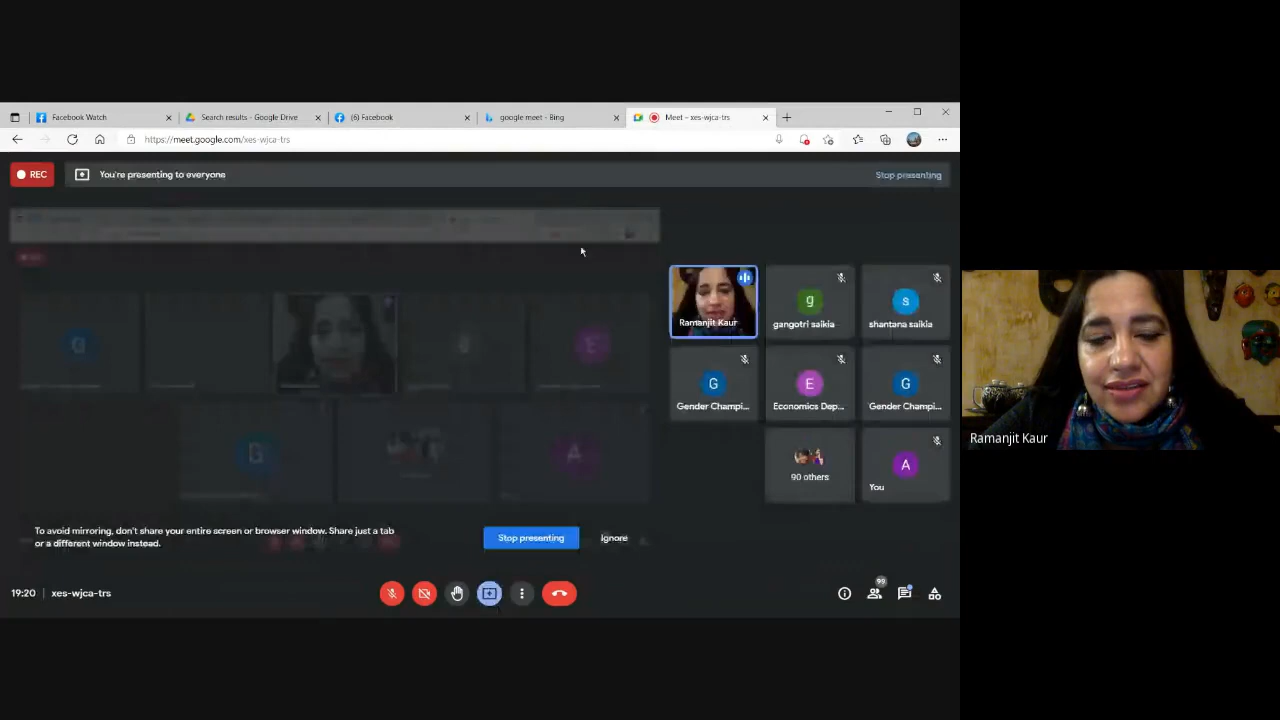 Facebook Watch
Search results - Google Drive
(6) Facebook
google meet - Bing
Meet – xes-wjca-trs
https://meet.google.com/xes-wjca-trs
REC
You're presenting to everyone
Stop presenting
Ramanjit Kaur
gangotri saikia
shantana saikia
G
E
g
s
G
E
G
Gender Champi...
Economics Dep...
Gender Champi...
G
A
90 others
A
You
Ramanjit Kaur
To avoid mirroring, don't share your entire screen or browser window. Share just a tab
or a different window instead.
Stop presenting
Ignore
19:20 | xes-wjca-trs
99